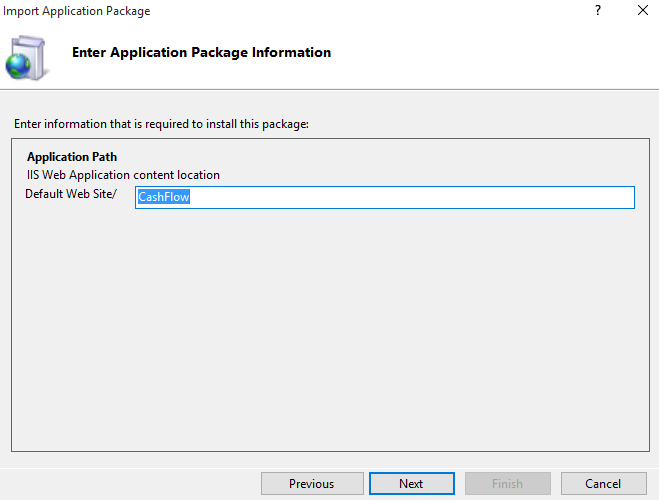 Import Application Package
?
Enter Application Package Information
Enter information that is required to install this package:
Application Path
IIS Web Application content location
Default Web Site/ CashFlow
Previous Next Finish Cancel